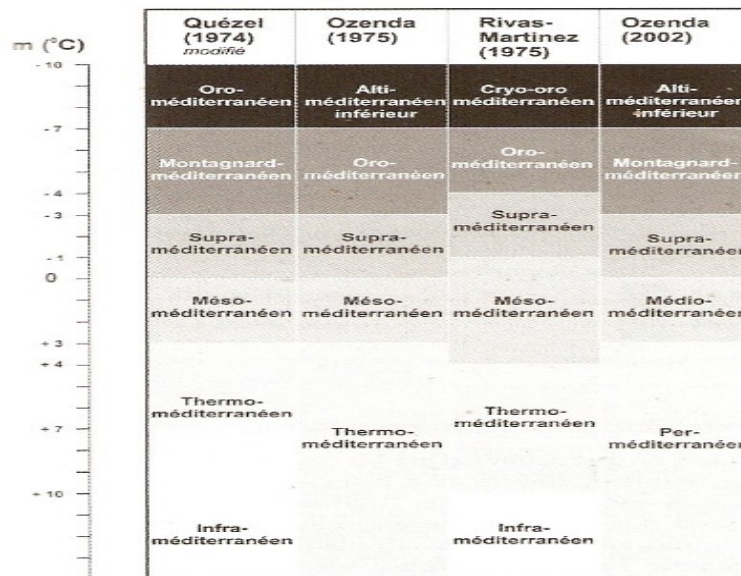 m (°C)
- 10
- 7
- 4
- 3
- 1
0
+ 3
+ 4
+ 7
+ 10
Quézel
(1974)
modifié
Oro-
méditerranéen
Montagnard-
méditerranéen
Supra-
méditerranéen
Méso-
méditerranéen
Thermo-
méditerranéen
Infra-
méditerranéen
Ozenda
(1975)
Alti-
méditerranéen
inférieur
Oro-
méditerranéen
Supra-
méditerranéen
Méso-
méditerranéen
Thermo-
méditerranéen
Rivas-
Martinez
(1975)
Cryo-oro
méditerranéen
Oro-
méditerranéen
Supra-
méditerranéen
Méso-
méditerranéen
Thermo-
méditerranéen
Infra-
méditerranéen
Ozenda
(2002)
Alti-
méditerranéen
inférieur
Montagnard-
méditerranéen
Supra-
méditerranéen
Médio-
méditerranéen
Per-
méditerranéen